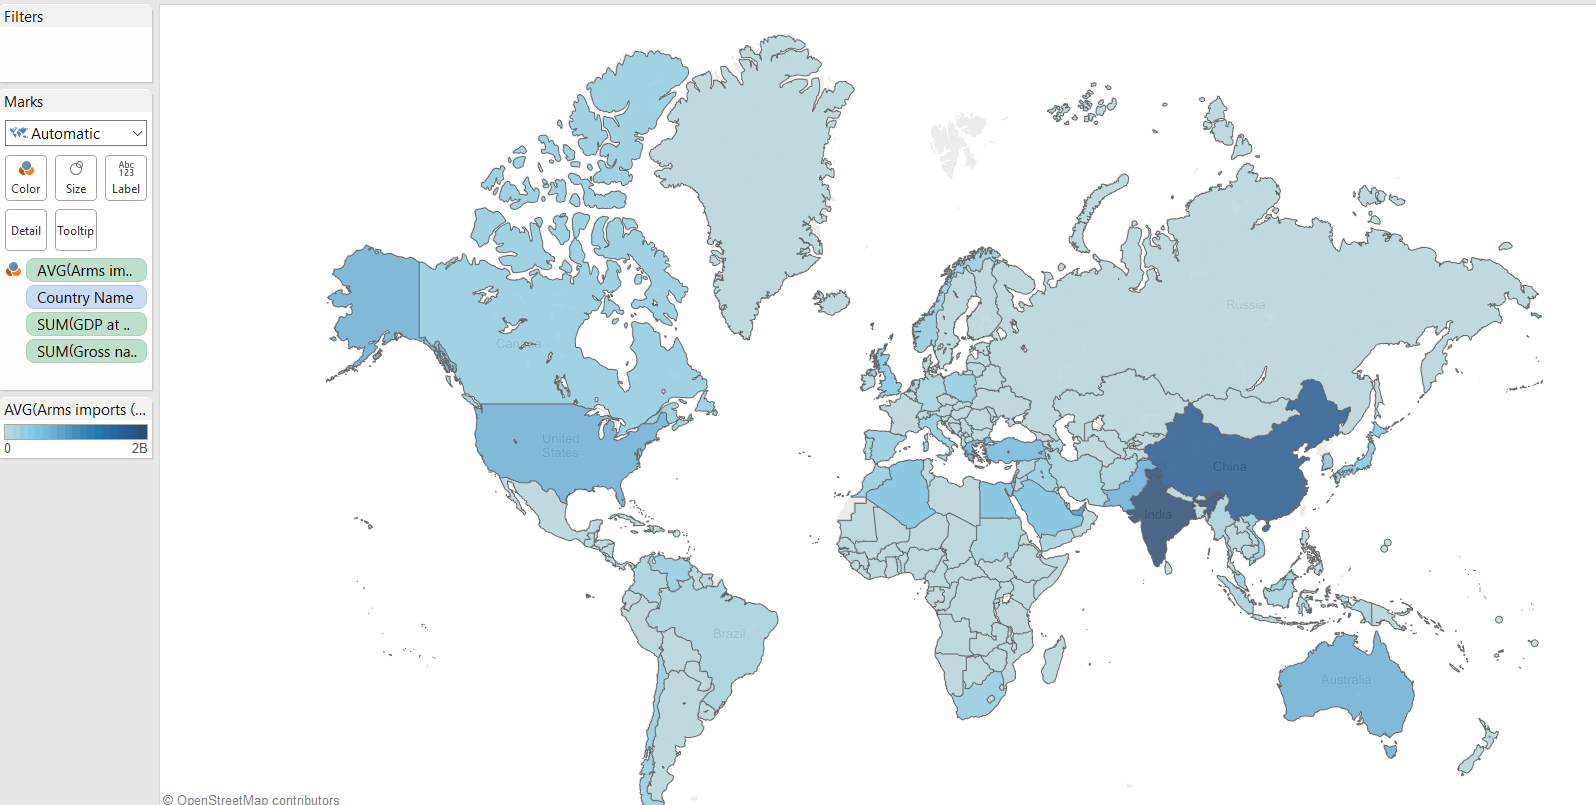 Filters
Marks
Automatic
Color
Size
Abc
123
Label
Detail
Tooltip
AVG(Arms im..
Country Name
SUM(GDP at ..
SUM(Gross na..
AVG(Arms imports (...
0
2B
Canada
United
States
Brazil
Russia
China
India
Australia
© OpenStreetMap contributors